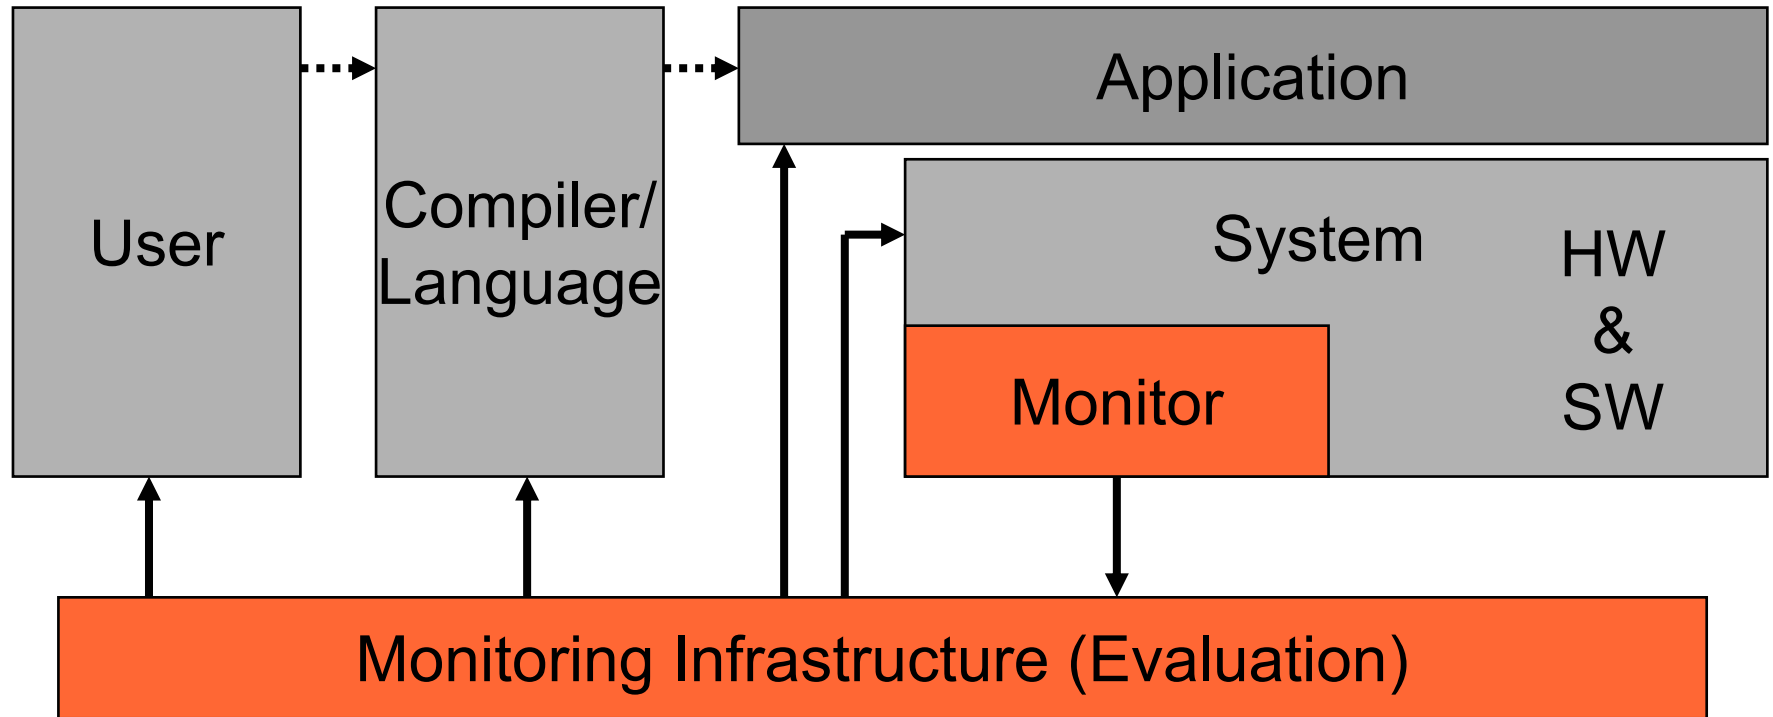 User
Compiler/
Language
Application
System
HW
&
SW
Monitor
Monitoring Infrastructure (Evaluation)